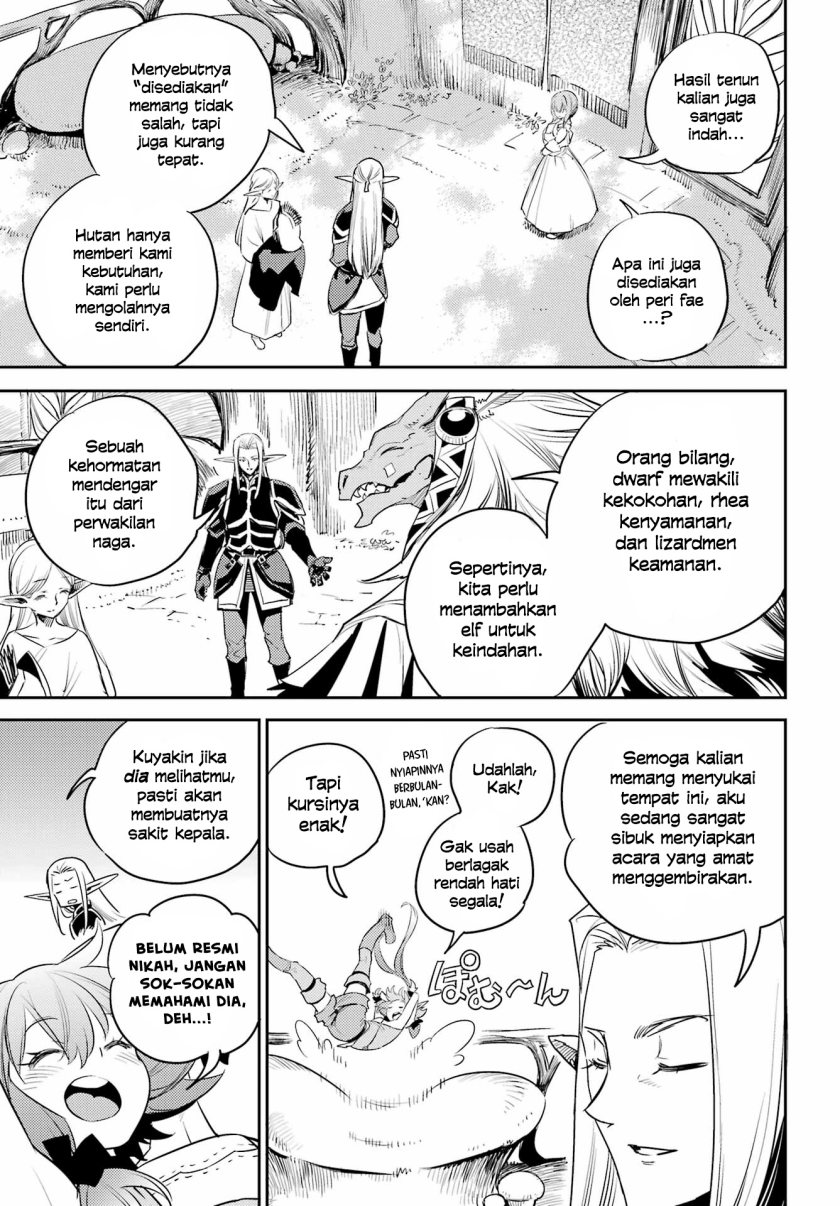 Hasil tenun
kalian juga
sangat
indah...
Apa ini juga
disediakan
oleh peri fae
...?
Menyebutnya
“disediakan”
memang tidak
salah, tapi
juga kurang
tepat.
Hutan hanya
memberi kami
kebutuhan,
kami perlu
mengolahnya
sendiri.
Orang bilang,
dwarf mewakili
kekokohan, rhea
kenyamanan,
dan lizardmen
keamanan.
Sepertinya,
kita perlu
menambahkan
elf untuk
keindahan.
Sebuah
kehormatan
mendengar
itu dari
perwakilan
naga.
Semoga kalian
memang menyukai
tempat ini, aku
sedang sangat
sibuk menyiapkan
acara yang amat
menggembirakan.
Udahlah,
Kak!
Gak usah
berlagak
rendah hati
segala!
PASTI
NYIAPINNYA
BERBULAN-
BULAN, 'KAN?
Tapi
kursinya
enak!
ぽむ〜ん
Kuyakin jika
dia melihatmu,
pasti akan
membuatnya
sakit kepala.
BELUM RESMI
NIKAH, JANGAN
SOK-SOKAN
MEMAHAMI DIA,
DEH...!